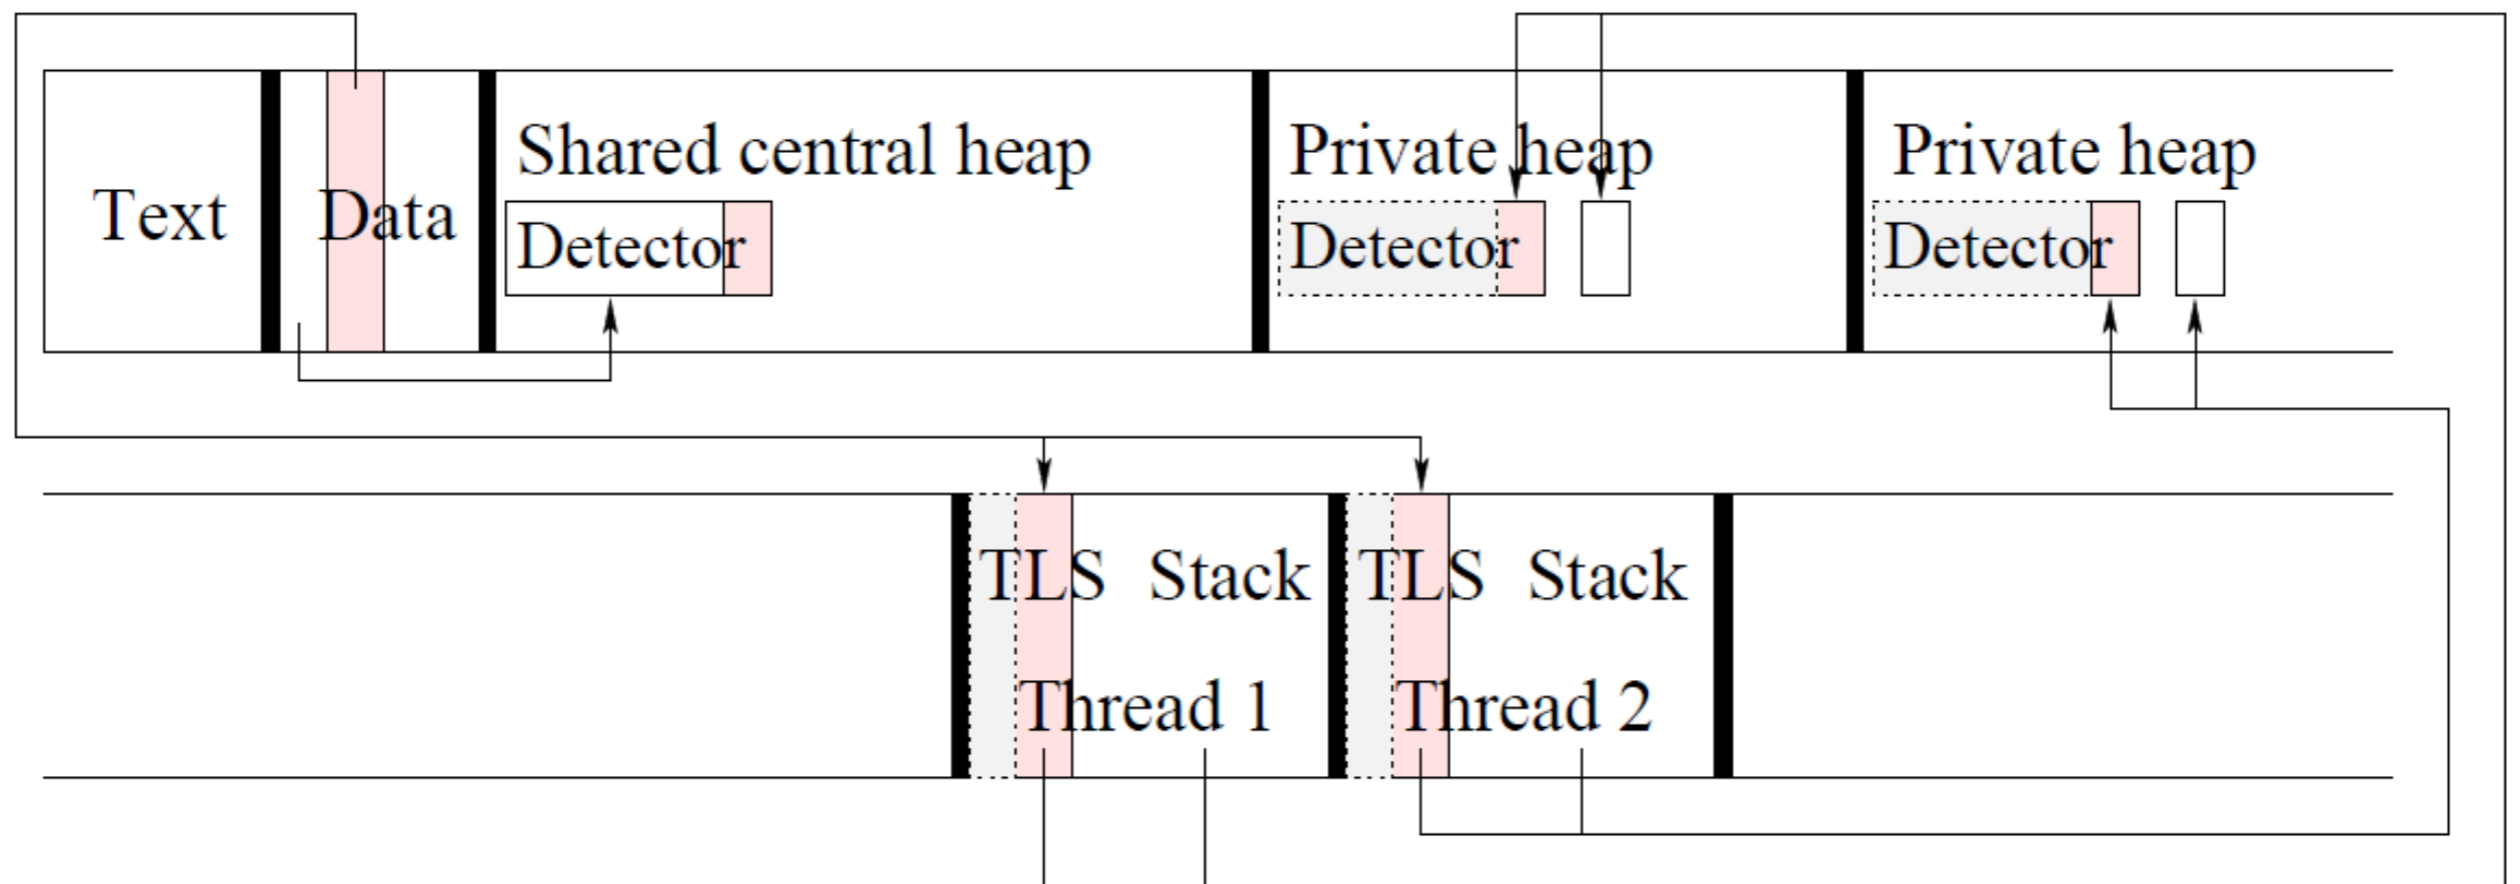 Text
Data
Shared central heap
Detector
Private heap
Detector
Private heap
Detector
TLS Stack
Thread 1
TLS Stack
Thread 2